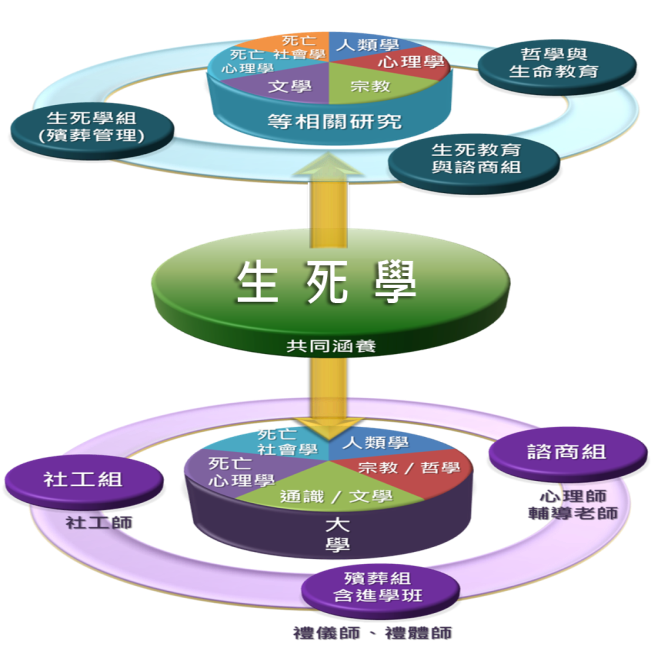 死亡
社會學
人類學
死亡
心理學
心理學
文學
宗教
等相關研究
哲學與
生命教育
生死學組
(殯葬管理)
生死教育
與諮商組
生死學
共同涵養
死亡
社會學
人類學
死亡
心理學
宗教/哲學
通識/文學
大
學
社工組
社工師
諮商組
心理師
輔導老師
殯葬組
含進學班
禮儀師、禮體師